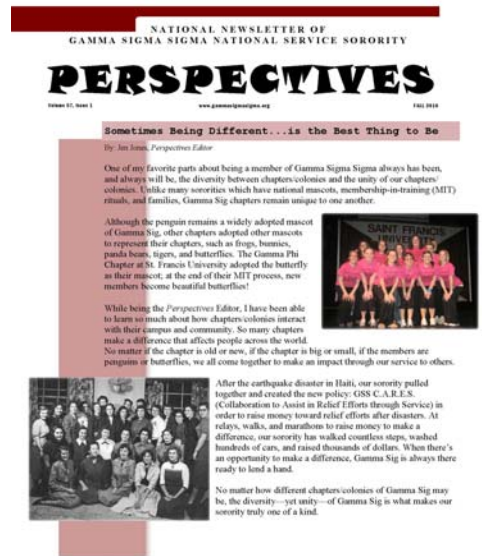 NATIONAL NEWSLETTER OF
GAMMA SIGMA SIGMA NATIONAL SERVICE SORORITY
PERSPECTIVES
Volume 57, Issue 1
www.gammasigmasigma.org
FALL 2010
Sometimes Being Different...is the Best Thing to Be
By: Jen Jones, Perspectives Editor
One of my favorite parts about being a member of Gamma Sigma Sigma always has been,
and always will be, the diversity between chapters/colonies and the unity of our chapters/
colonies. Unlike many sororities which have national mascots, membership-in-training (MIT)
rituals, and families, Gamma Sig chapters remain unique to one another.
Although the penguin remains a widely adopted mascot
of Gamma Sig, other chapters adopted other mascots
to represent their chapters, such as frogs, bunnies,
panda bears, tigers, and butterflies. The Gamma Phi
Chapter at St. Francis University adopted the butterfly
as their mascot; at the end of their MIT process, new
members become beautiful butterflies!
SAINT FRANCIS
UNIVERSITY
While being the Perspectives Editor, I have been able
to learn so much about how chapters/colonies interact
with their campus and community. So many chapters
make a difference that affects people across the world.
No matter if the chapter is old or new, if the chapter is big or small, if the members are
penguins or butterflies, we all come together to make an impact through our service to others.
After the earthquake disaster in Haiti, our sorority pulled
together and created the new policy: GSS C.A.R.E.S.
(Collaboration to Assist in Relief Efforts through Service) in
order to raise money toward relief efforts after disasters. At
relays, walks, and marathons to raise money to make a
difference, our sorority has walked countless steps, washed
hundreds of cars, and raised thousands of dollars. When there's
an opportunity to make a difference, Gamma Sig is always there
ready to lend a hand.
No matter how different chapters/colonies of Gamma Sig may
be, the diversity—yet unity—of Gamma Sig is what makes our
sorority truly one of a kind.